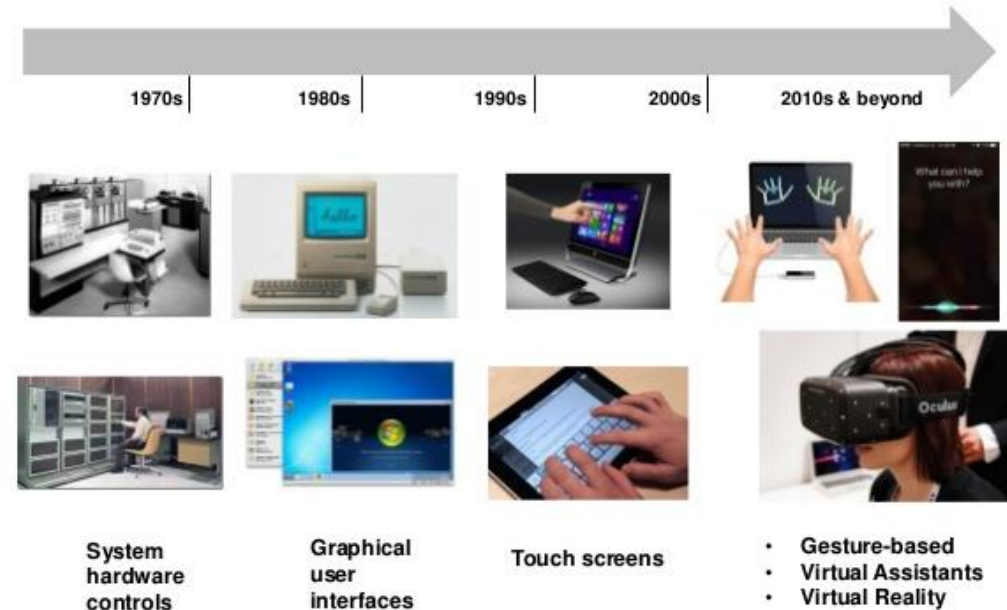 1970s
1980s
1990s
2000s
2010s & beyond
hello
What can I help
you with?
Oculus
System
hardware
controls
Graphical
user
interfaces
Touch screens
• Gesture-based
• Virtual Assistants
• Virtual Reality